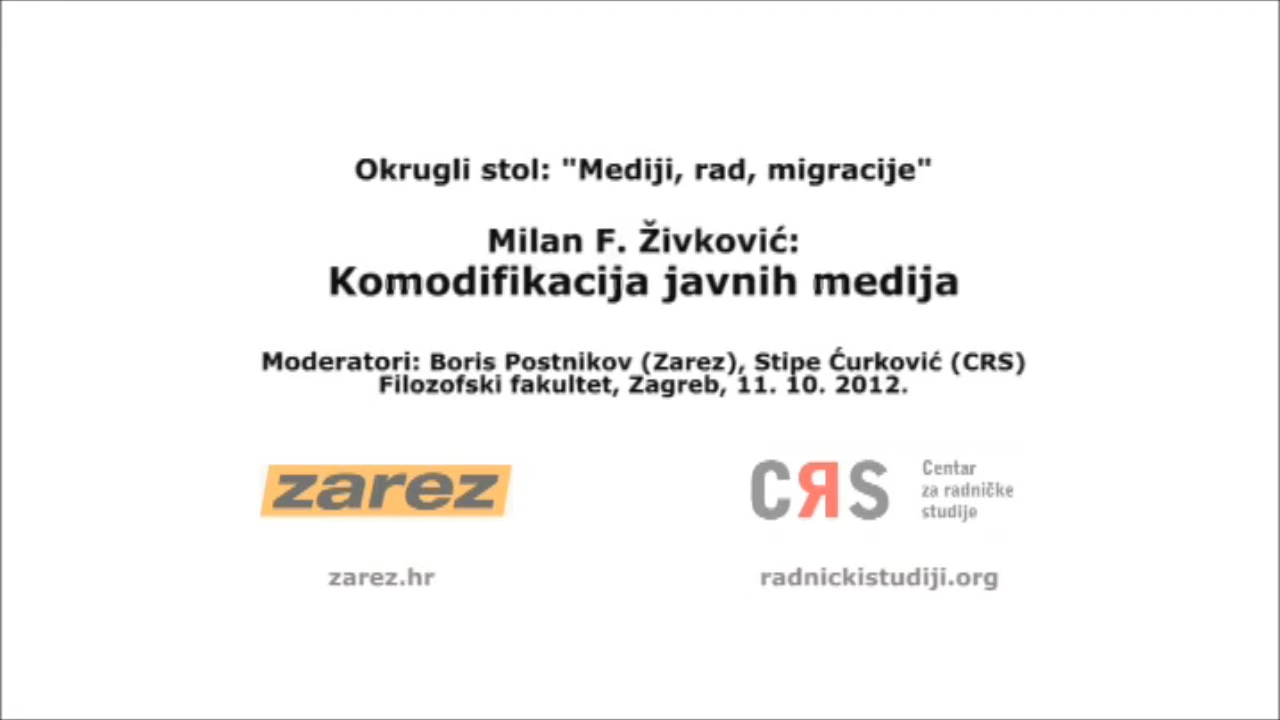 Okrugli stol: "Mediji, rad, migracije"
Milan F. Živković:
Komodifikacija javnih medija
Moderatori: Boris Postnikov (Zarez), Stipe Ćurković (CRS)
Filozofski fakultet, Zagreb, 11. 10. 2012.
zarez
CЯS
Centar
za radničke
studije
zarez.hr
radnickistudiji.org